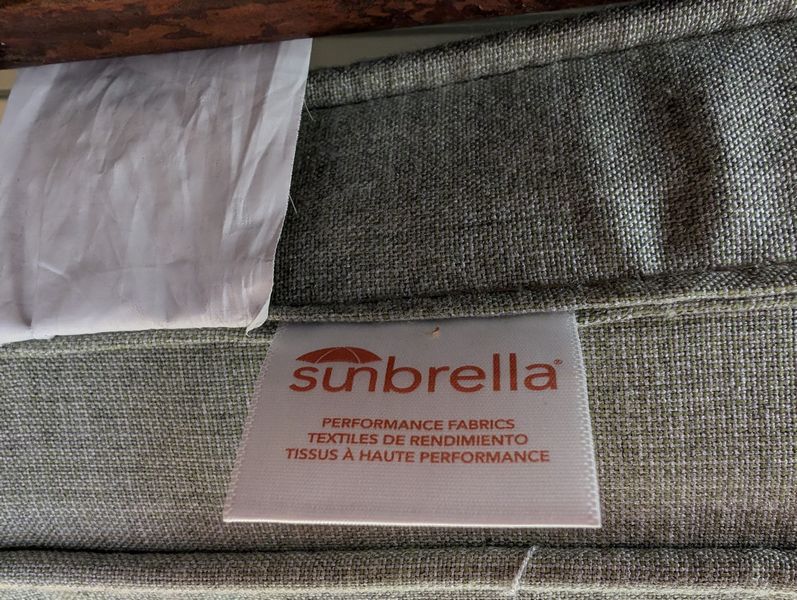 sunbrella®
PERFORMANCE FABRICS
TEXTILES DE RENDIMIENTO
TISSUS À HAUTE PERFORMANCE